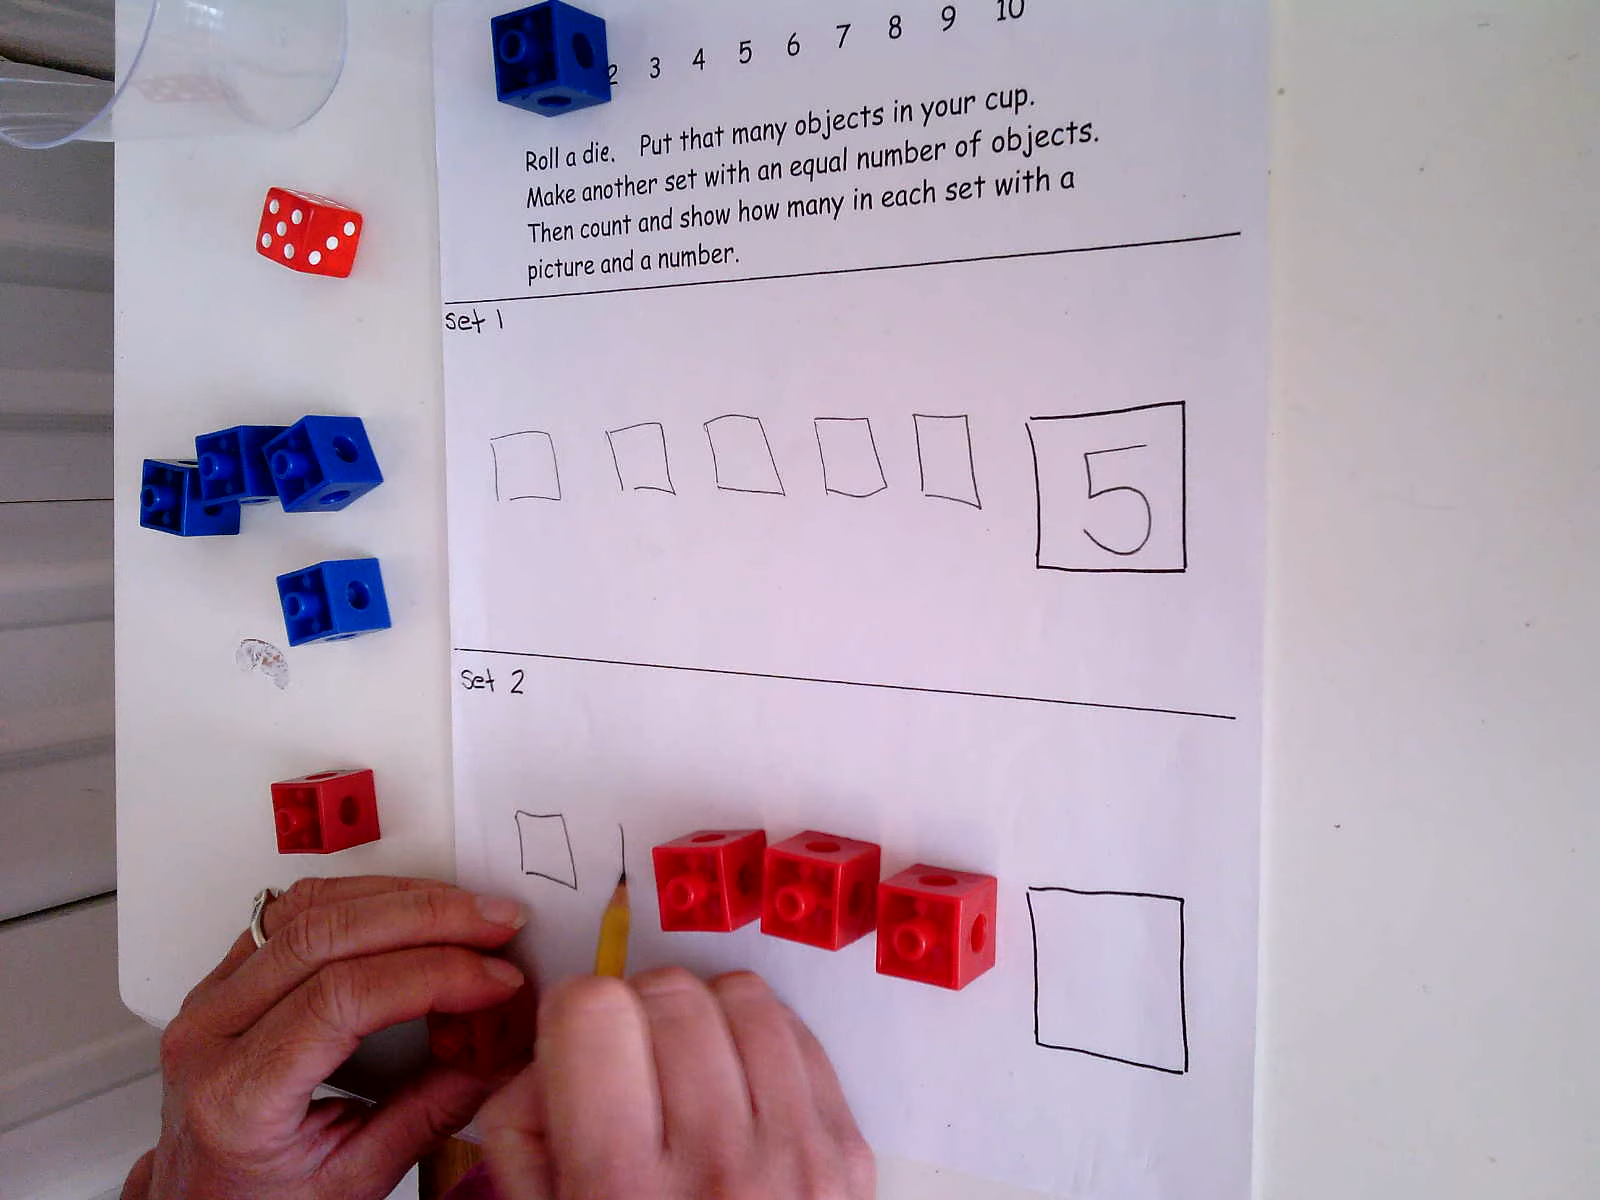 2 3 4 5 6 7 8 9 10
Roll a die. Put that many objects in your cup.
Make another set with an equal number of objects.
Then count and show how many in each set with a
picture and a number.
Set 1
5
Set 2